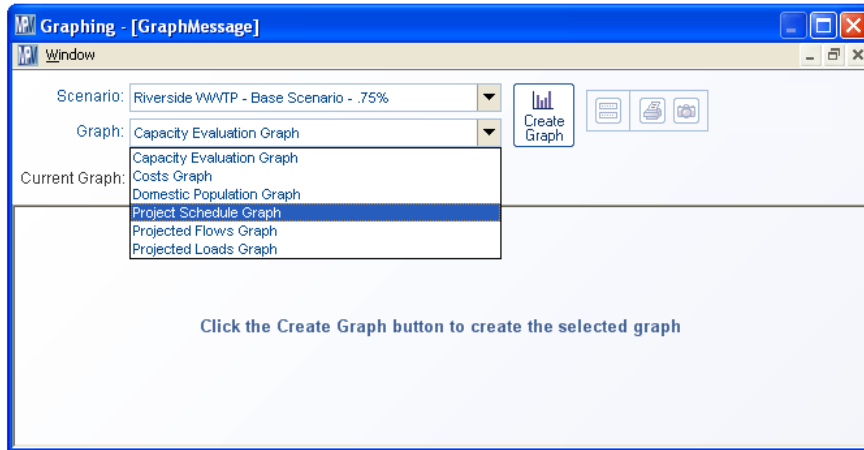 MPV Graphing - [GraphMessage]
MPV Window
Scenario: Riverside WWTP - Base Scenario - .75%
Graph: Capacity Evaluation Graph
Create
Graph
Capacity Evaluation Graph
Costs Graph
Domestic Population Graph
Project Schedule Graph
Projected Flows Graph
Projected Loads Graph
Current Graph:
Click the Create Graph button to create the selected graph